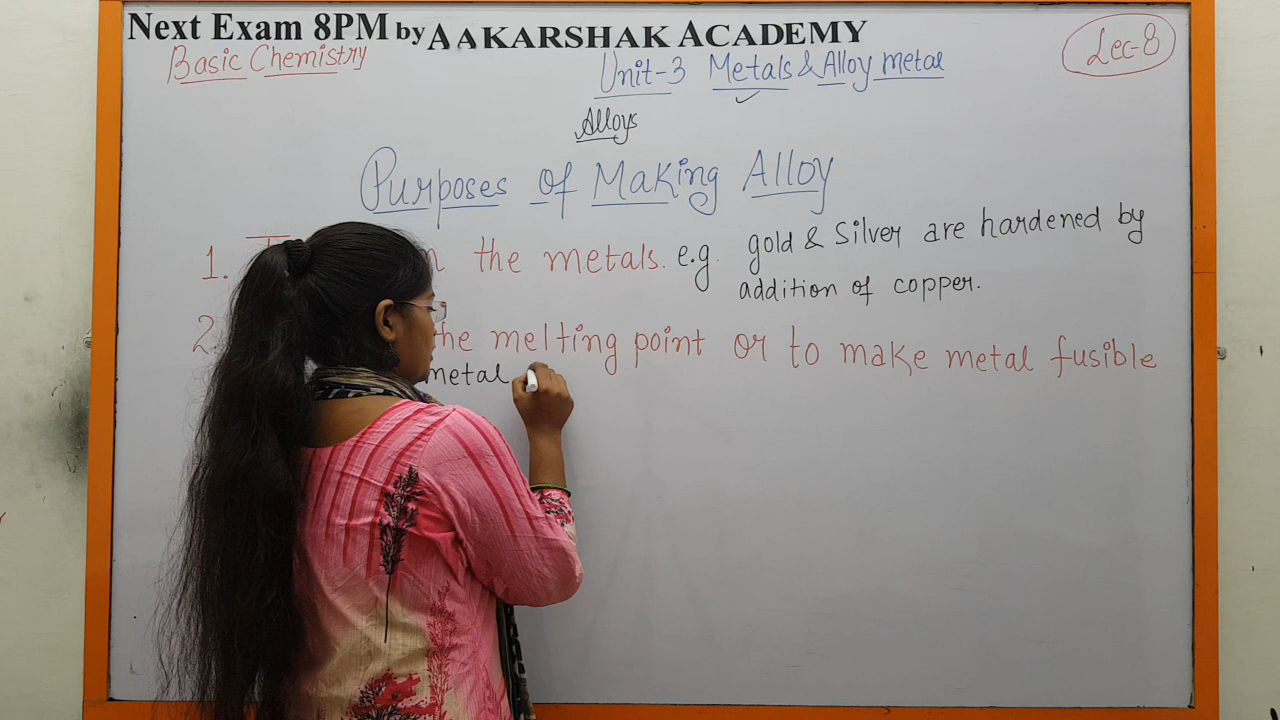 Next Exam 8PM by AAKARSHAK ACADEMY
Basic Chemistry
Unit-3 Metals & Alloy metal
Lec-8
Alloys
Purposes of Making Alloy
1. the metals. e.g. gold & Silver are hardened by
addition of copper.
2. the melting point or to make metal fusible
metal